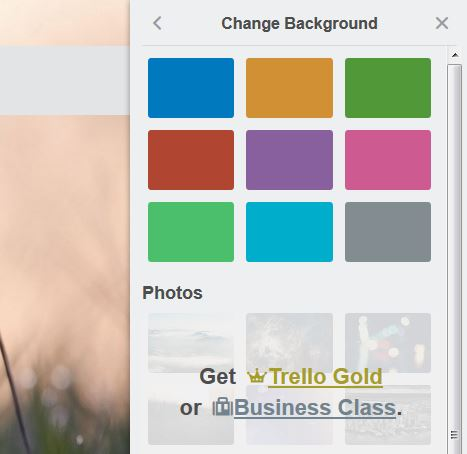 Change Background
Photos
Get Trello Gold
or Business Class.